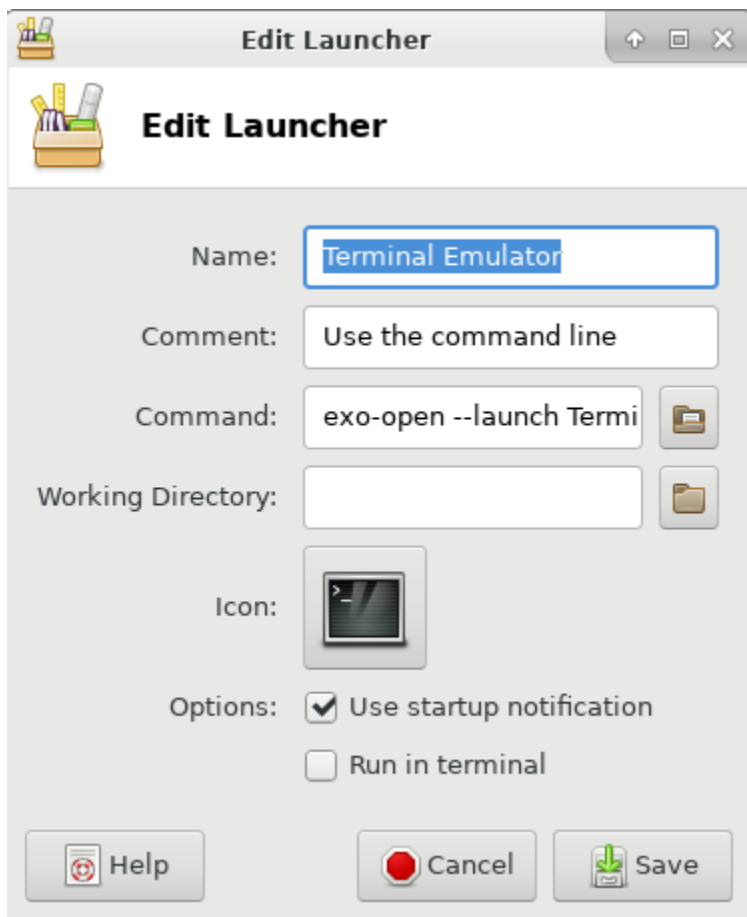 Edit Launcher
Edit Launcher
Name: Terminal Emulator
Comment: Use the command line
Command: exo-open --launch Termi
Working Directory:
Icon: >_
Options: Use startup notification
Run in terminal
Help Cancel Save